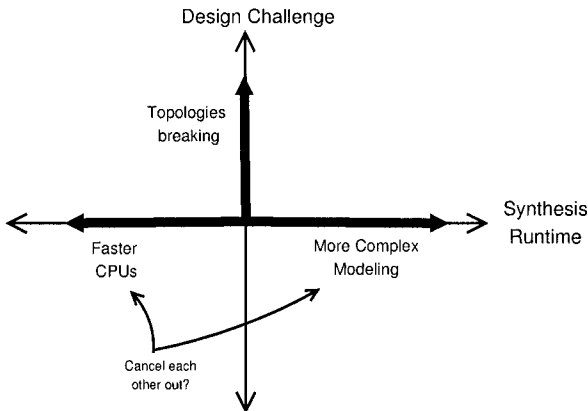 Design Challenge
Topologies
breaking
Synthesis
Runtime
Faster
CPUs
More Complex
Modeling
Cancel each
other out?